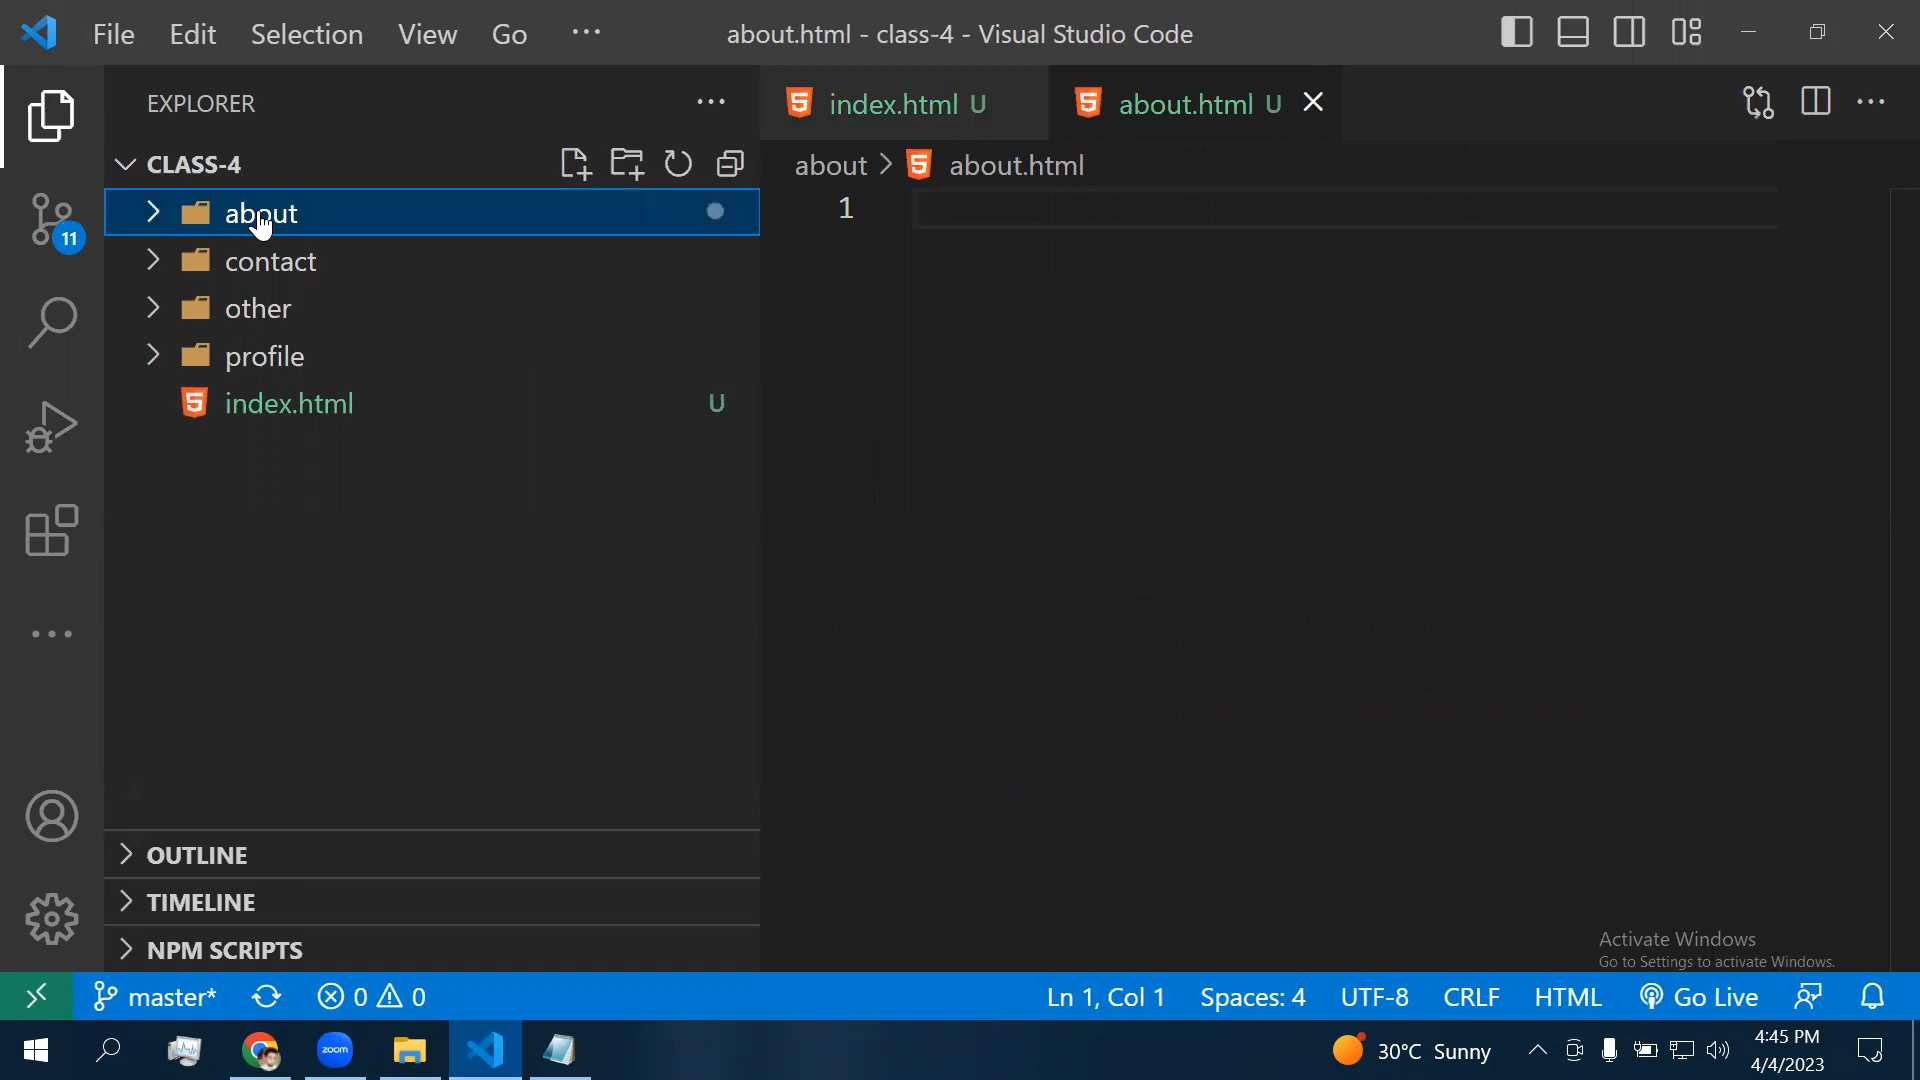 File Edit Selection View Go ··· about.html - class-4 - Visual Studio Code
EXPLORER
index.html U
about.html U
CLASS-4
about > about.html
about
1
contact
other
profile
index.html U
11
OUTLINE
TIMELINE
NPM SCRIPTS
Activate Windows
Go to Settings to activate Windows.
master* 0 0 Ln 1, Col 1 Spaces: 4 UTF-8 CRLF HTML Go Live
zoom
30°C Sunny
4:45 PM
4/4/2023